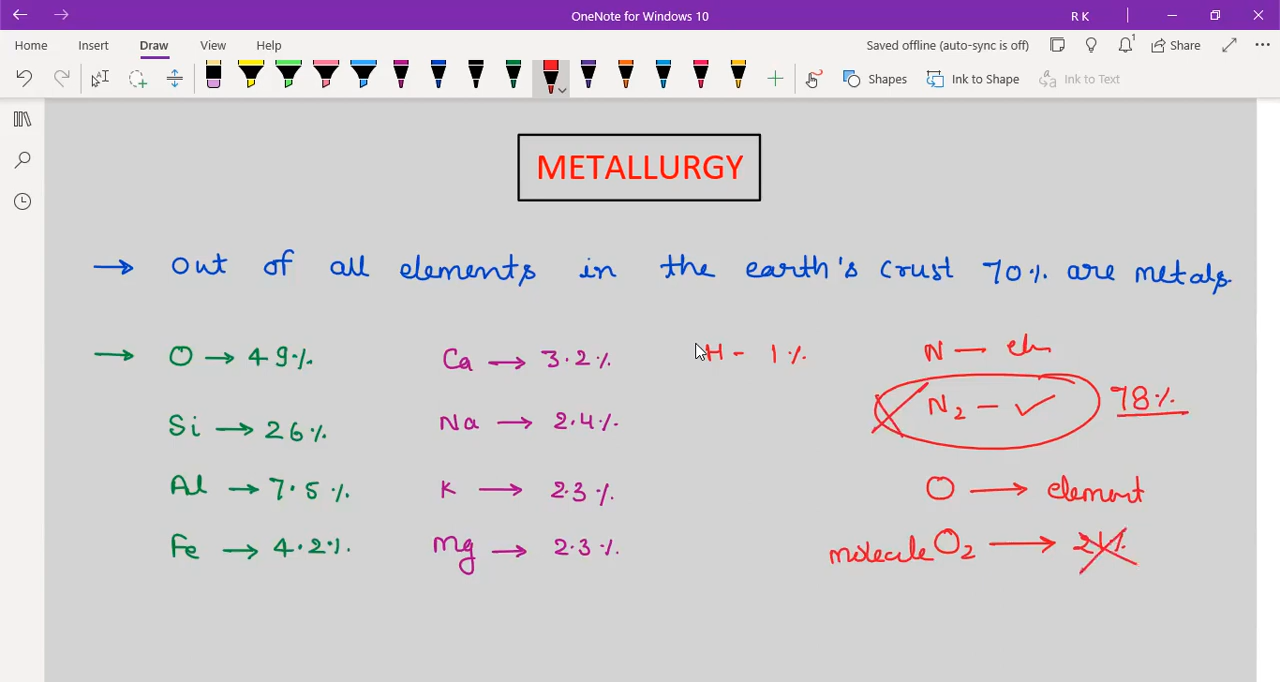 OneNote for Windows 10
R K
Home Insert Draw View Help
Saved offline (auto-sync is off)
Share
Shapes
Ink to Shape
Ink to Text
METALLURGY
→ Out of all elements in the earth's crust 70% are metals.
→ O → 49%
Ca → 3.2%
H - 1%
N — ele
N2 - ✓ 78%
Si → 26%
Na → 2.4%
Al → 7.5%
K → 2.3%
O → element
Fe → 4.2%
Mg → 2.3%
molecule O2 → 21%